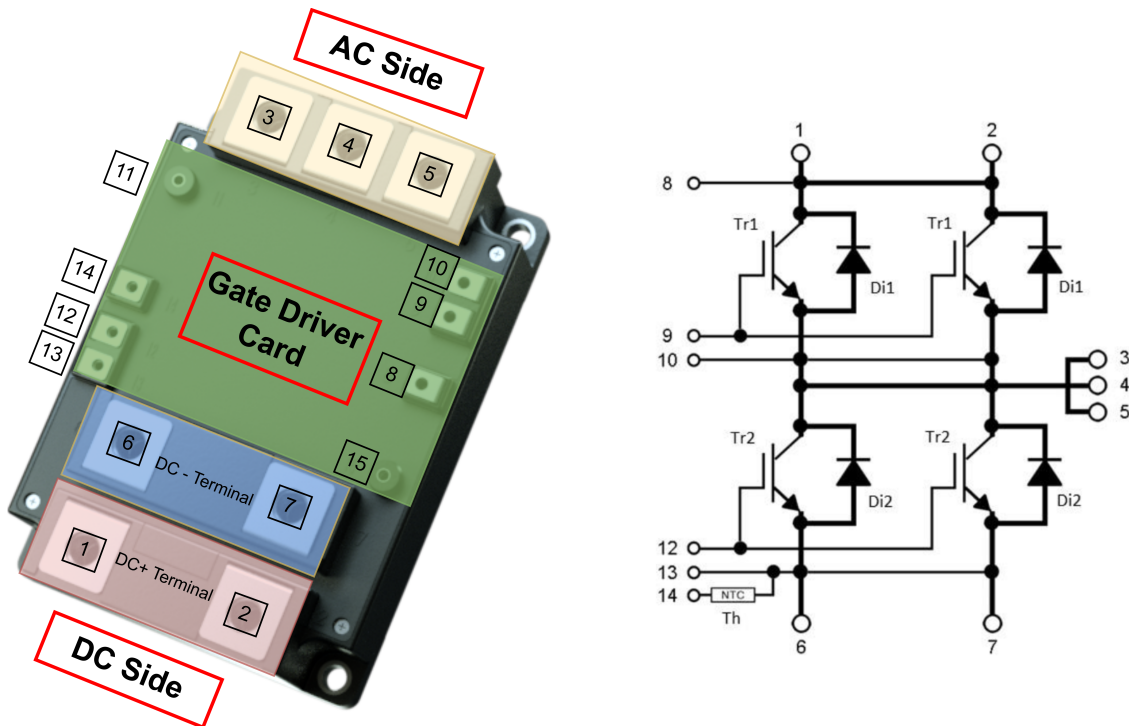 AC Side
3
4
5
11
10
14
Gate Driver
Card
9
12
13
8
6
DC - Terminal
15
7
1
DC+ Terminal
2
DC Side
1
2
8
Tr1
Tr1
Di1
Di1
9
10
3
4
5
Tr2
Tr2
Di2
Di2
12
13
14
NTC
Th
6
7